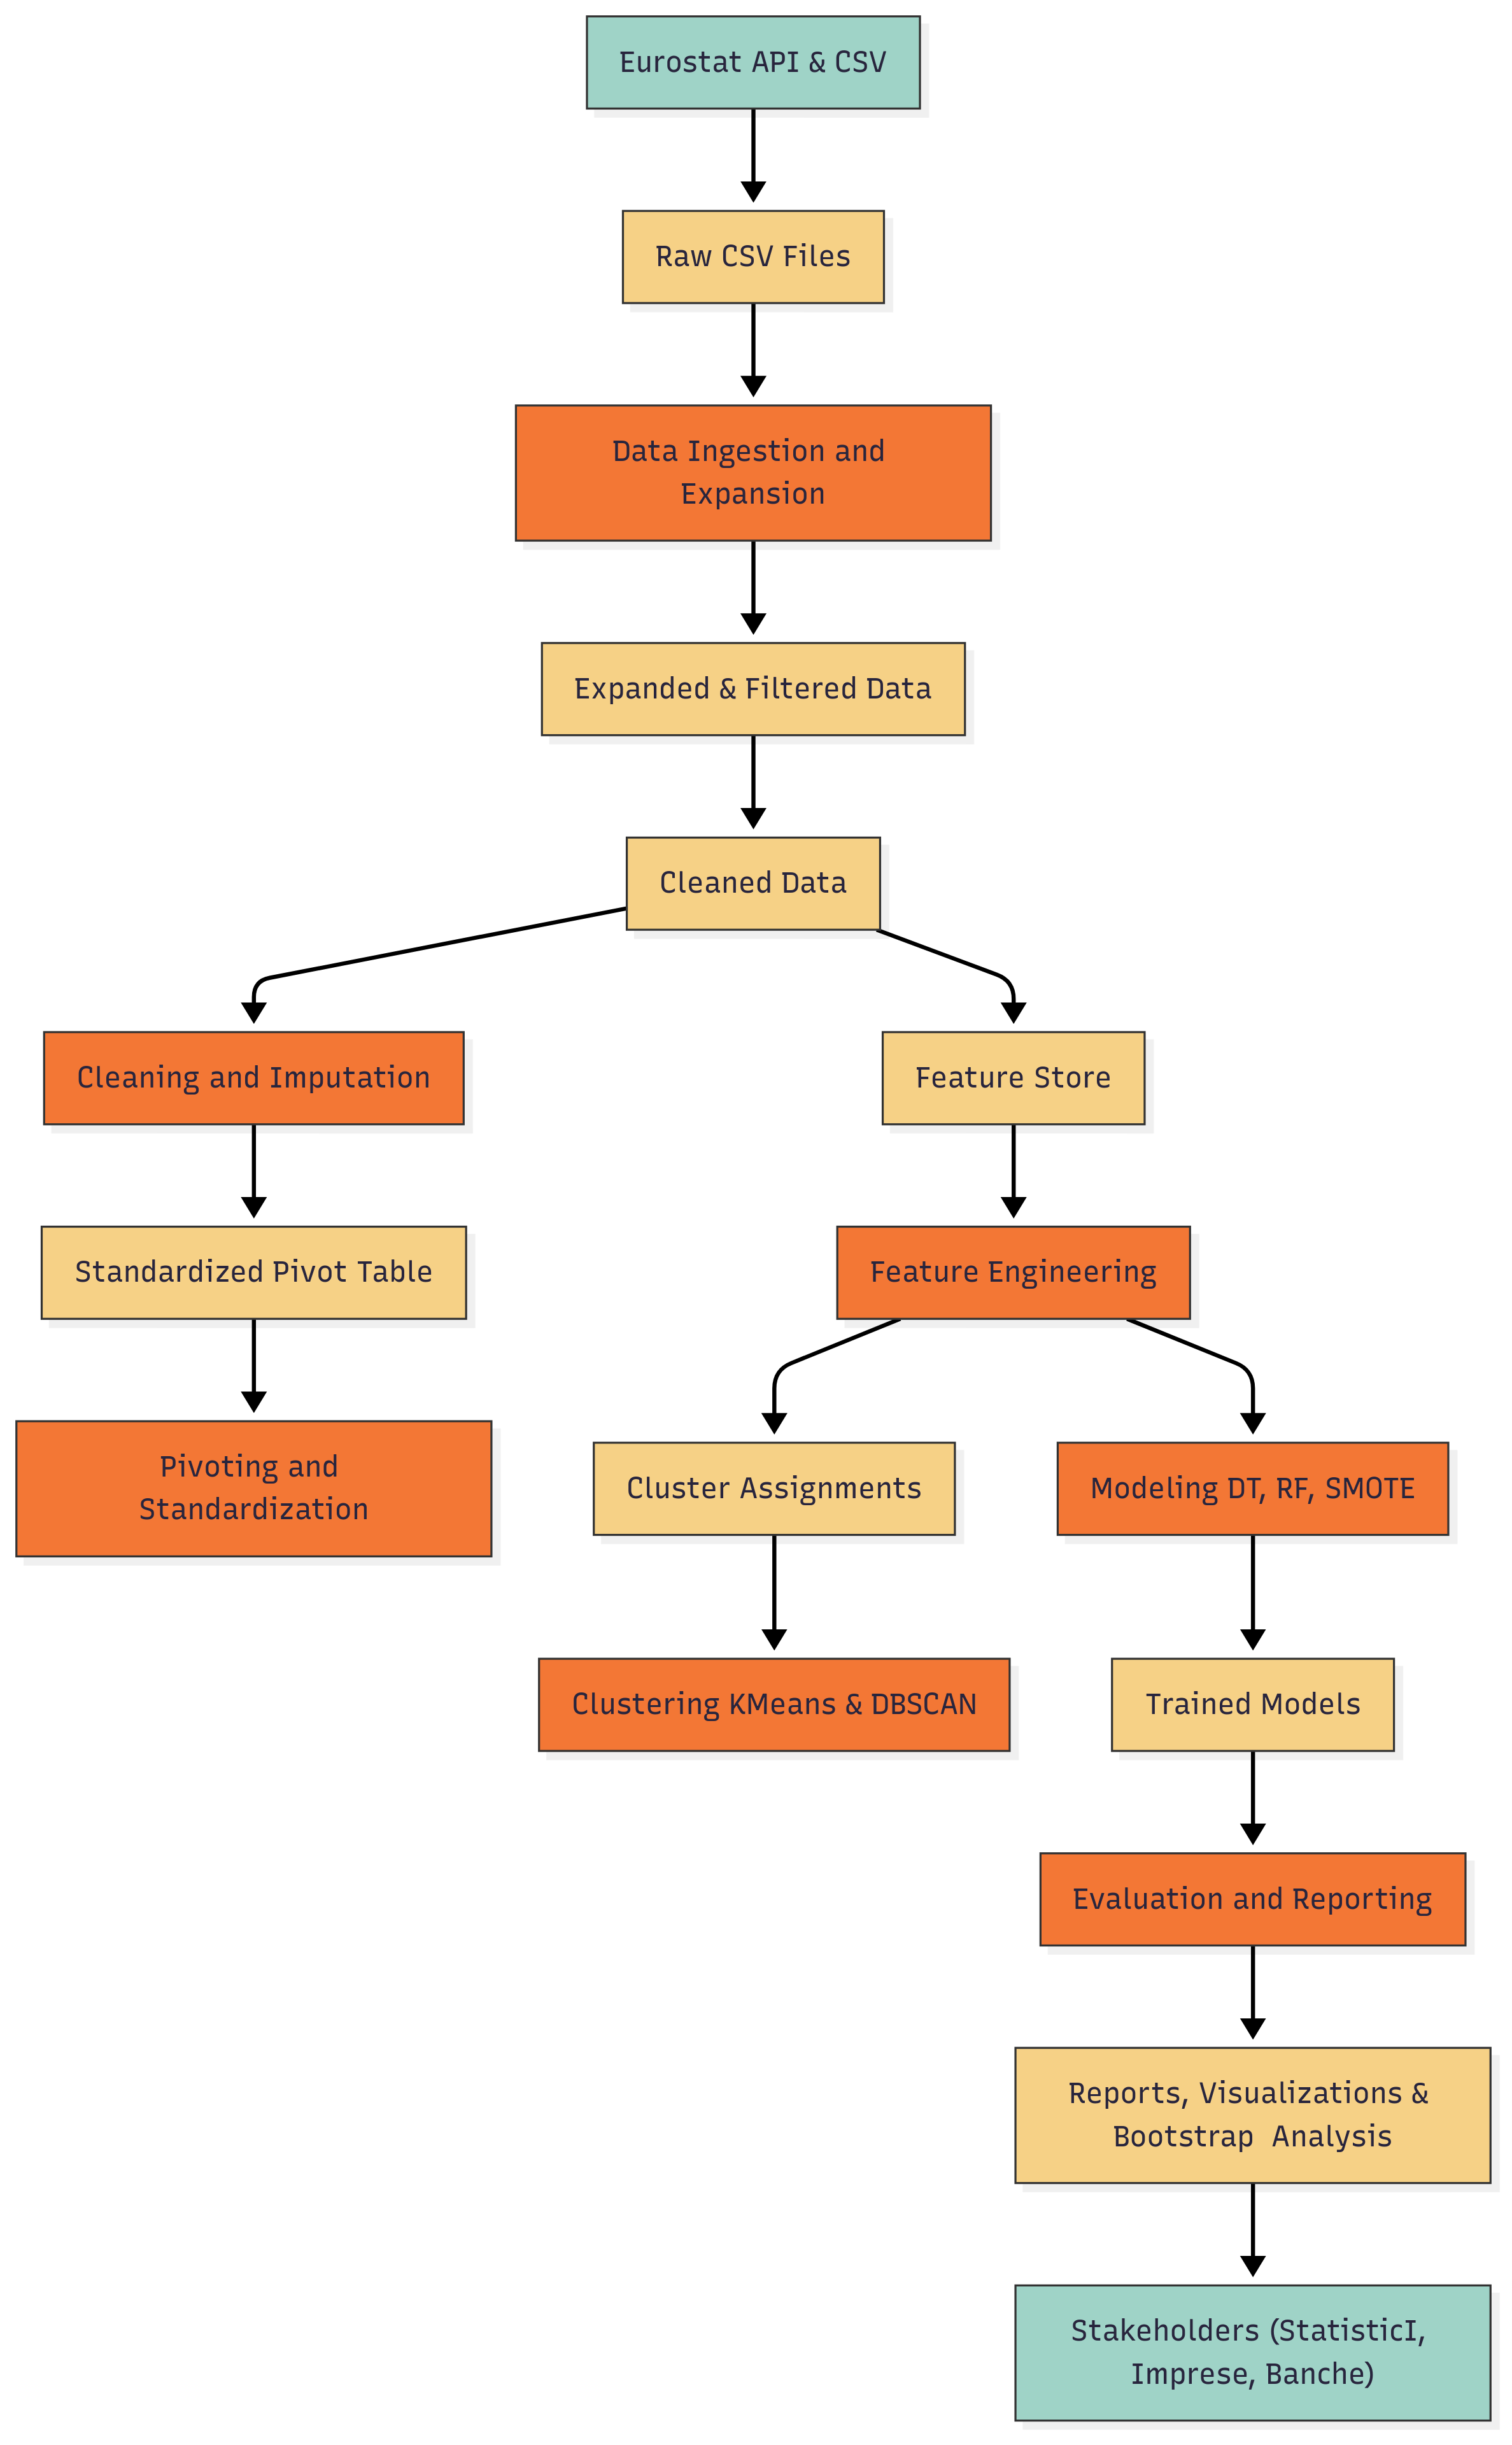 Eurostat API & CSV
Raw CSV Files
Data Ingestion and
Expansion
Expanded & Filtered Data
Cleaned Data
Cleaning and Imputation
Feature Store
Standardized Pivot Table
Feature Engineering
Pivoting and
Standardization
Cluster Assignments
Modeling DT, RF, SMOTE
Clustering KMeans & DBSCAN
Trained Models
Evaluation and Reporting
Reports, Visualizations &
Bootstrap  Analysis
Stakeholders (StatisticI,
Imprese, Banche)